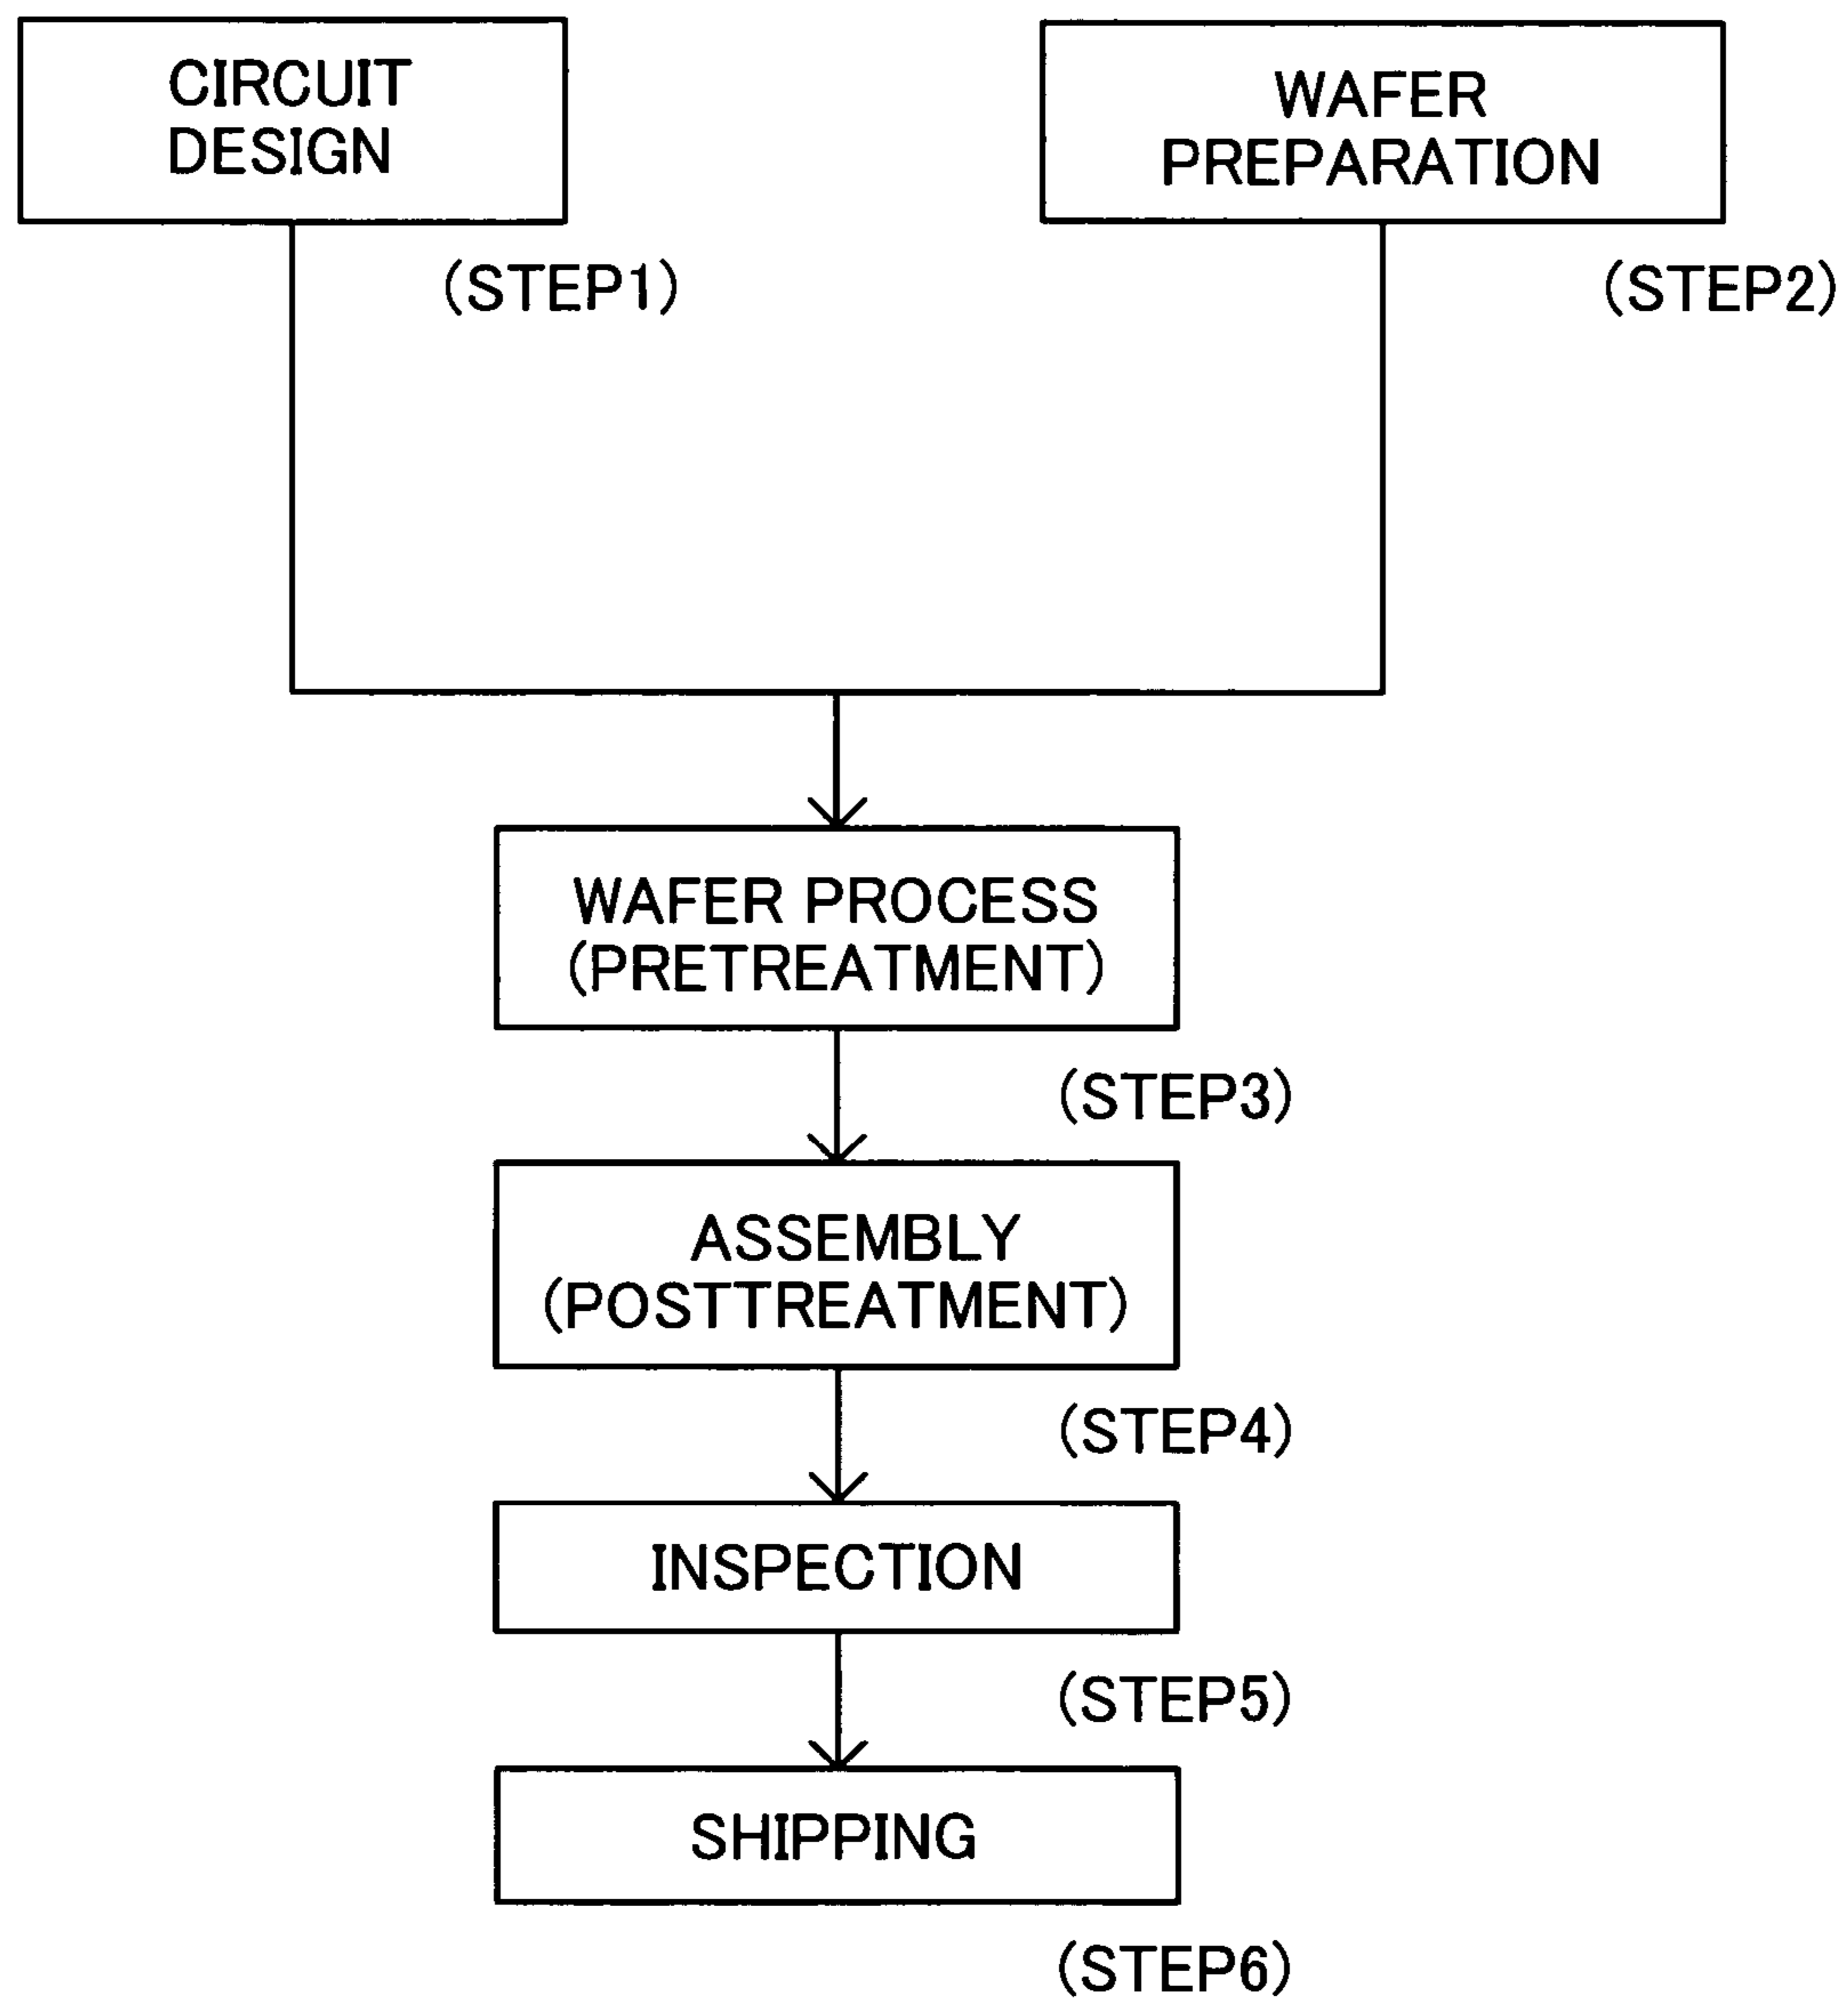 CIRCUIT
DESIGN
(STEP1)
WAFER
PREPARATION
(STEP2)
WAFER PROCESS
(PRETREATMENT)
(STEP3)
ASSEMBLY
(POSTTREATMENT)
(STEP4)
INSPECTION
(STEP5)
SHIPPING
(STEP6)